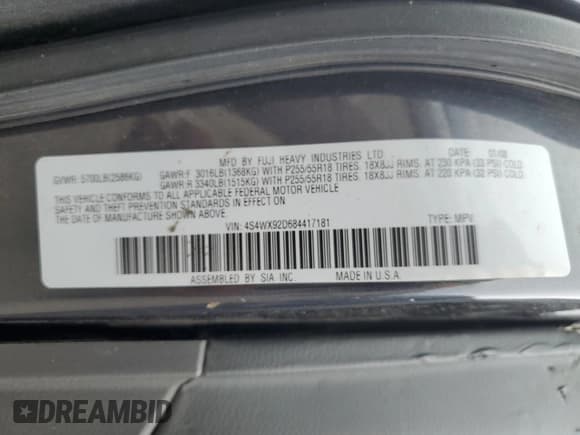 MFD. BY FUJI HEAVY INDUSTRIES LTD. DATE: 01/08
GVWR: 5700LB(2586KG) GAWR:F 3016LB(1368KG) WITH P255/55R18 TIRES. 18X8JJ RIMS. AT 230 KPA (33 PSI) COLD
GAWR:R 3340LB(1515KG) WITH P255/55R18 TIRES. 18X8JJ RIMS. AT 220 KPA (32 PSI) COLD
THIS VEHICLE CONFORMS TO ALL APPLICABLE FEDERAL MOTOR VEHICLE
SAFETY AND THEFT PREVENTION STANDARDS IN EFFECT ON
THE DATE OF MANUFACTURE SHOWN ABOVE.
VIN: 4S4WX92D684417181 TYPE: MPV
ASSEMBLED BY SIA INC. MADE IN U.S.A.
DREAMBID